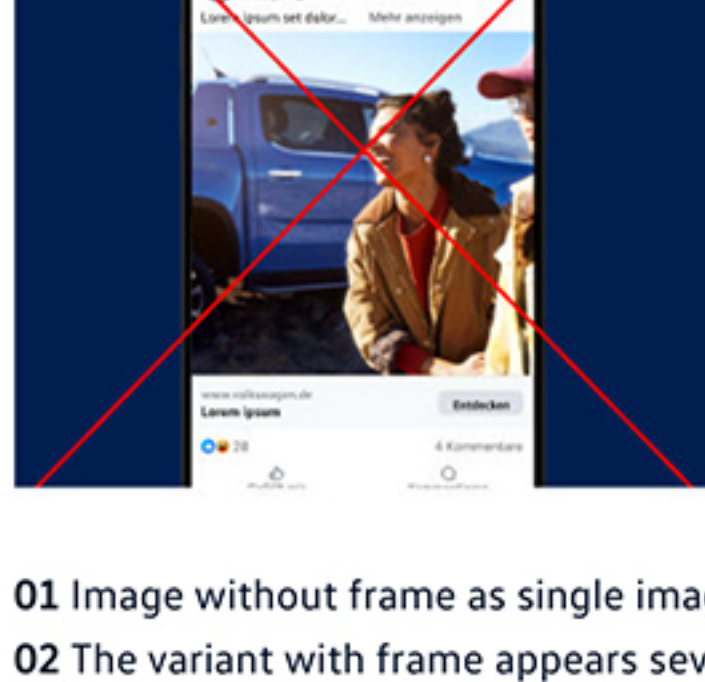 Lorem ipsum set dolor... Mehr anzeigen
www.volkswagen.de
Lorem ipsum
Entdecken
28
4 Kommentare
01 Image without frame as single ima
02 The variant with frame appears sev